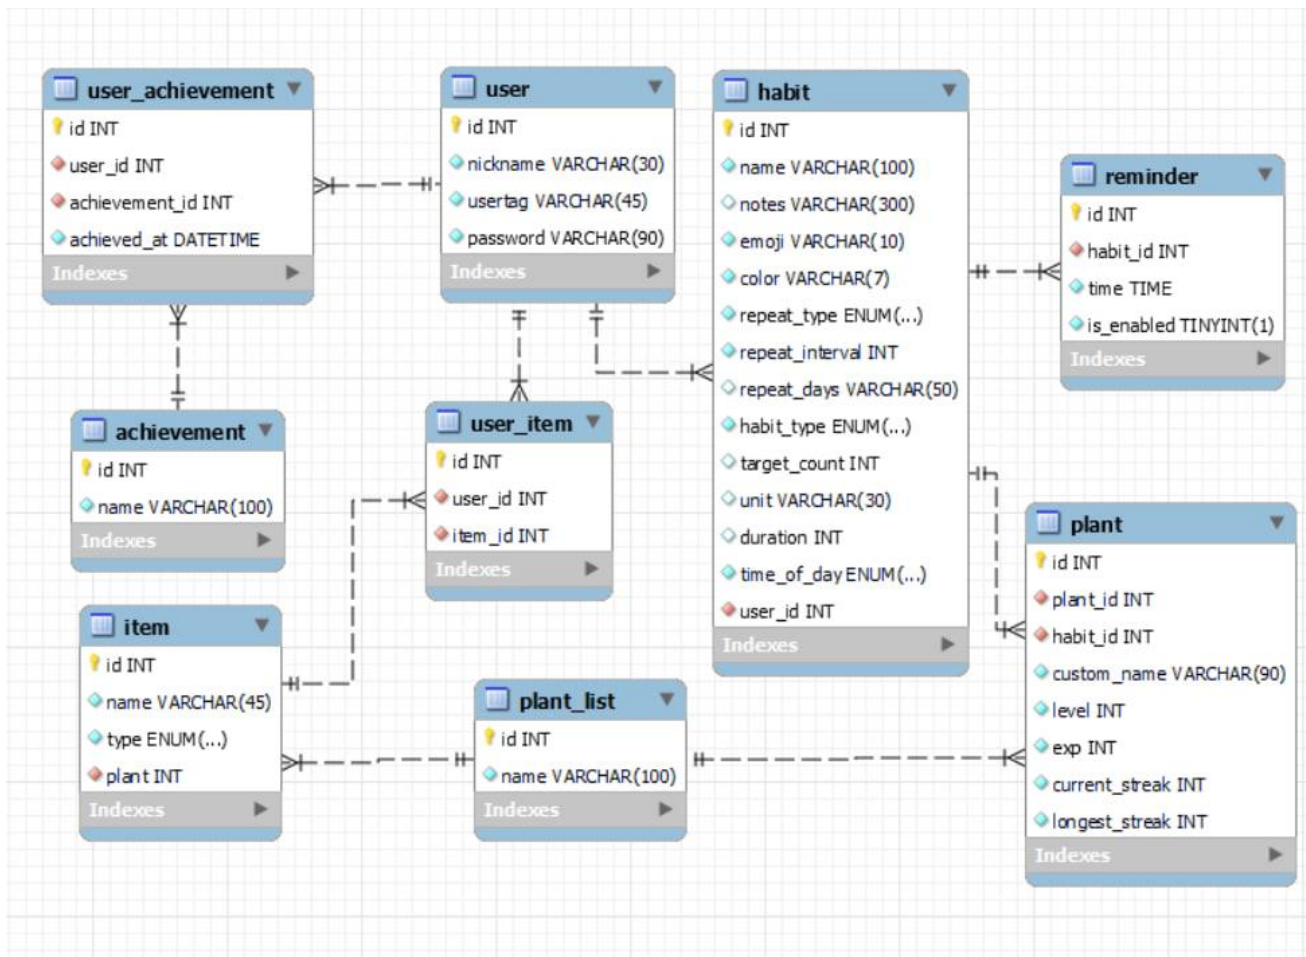 user_achievement
id INT
user_id INT
achievement_id INT
achieved_at DATETIME
Indexes
user
id INT
nickname VARCHAR(30)
usertag VARCHAR(45)
password VARCHAR(90)
Indexes
habit
id INT
name VARCHAR(100)
notes VARCHAR(300)
emoji VARCHAR(10)
color VARCHAR(7)
repeat_type ENUM(...)
repeat_interval INT
repeat_days VARCHAR(50)
habit_type ENUM(...)
target_count INT
unit VARCHAR(30)
duration INT
time_of_day ENUM(...)
user_id INT
Indexes
reminder
id INT
habit_id INT
time TIME
is_enabled TINYINT(1)
Indexes
achievement
id INT
name VARCHAR(100)
Indexes
user_item
id INT
user_id INT
item_id INT
Indexes
item
id INT
name VARCHAR(45)
type ENUM(...)
plant INT
Indexes
plant_list
id INT
name VARCHAR(100)
Indexes
plant
id INT
plant_id INT
habit_id INT
custom_name VARCHAR(90)
level INT
exp INT
current_streak INT
longest_streak INT
Indexes